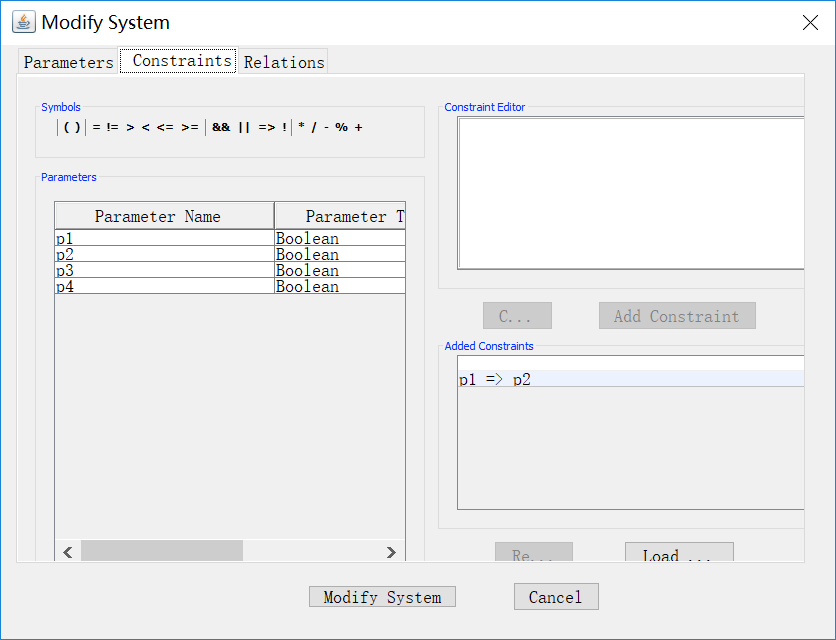 Modify System
Parameters Constraints Relations
Symbols
( ) = != > < <= >= && || => ! * / - % +
Parameters
Parameter Name Parameter T
p1 Boolean
p2 Boolean
p3 Boolean
p4 Boolean
Constraint Editor
C... Add Constraint
Added Constraints
p1 => p2
Re... Load ...
Modify System Cancel